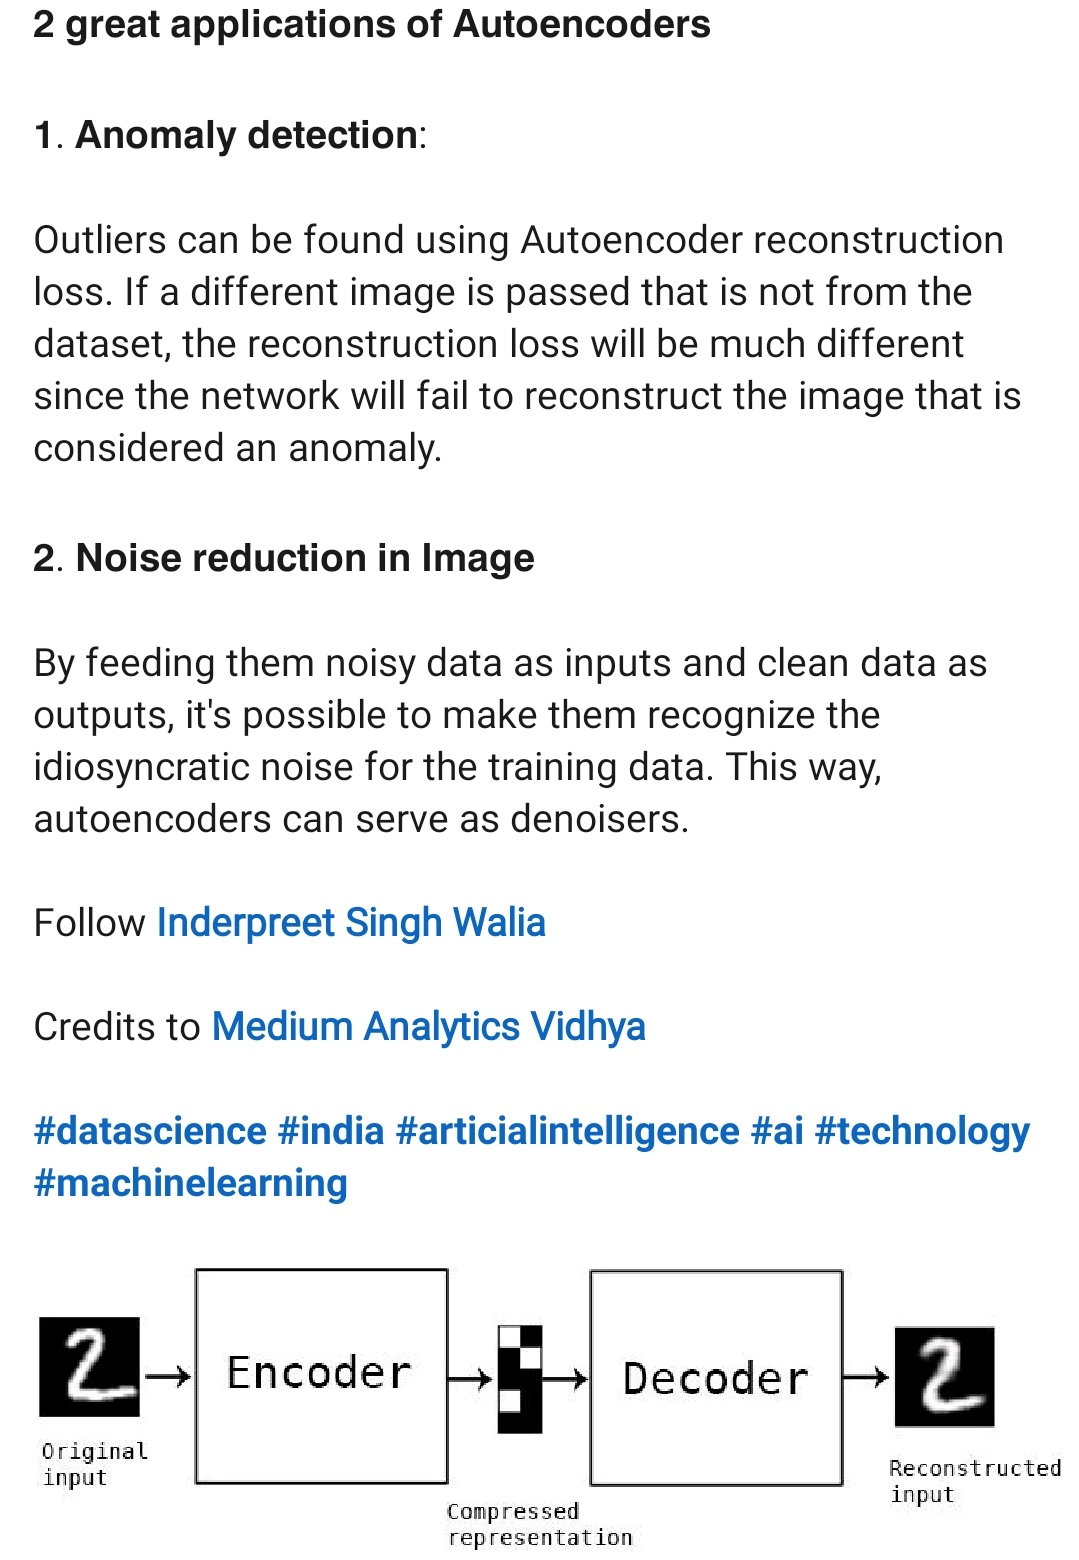 2 great applications of Autoencoders
1. Anomaly detection:
Outliers can be found using Autoencoder reconstruction
loss. If a different image is passed that is not from the
dataset, the reconstruction loss will be much different
since the network will fail to reconstruct the image that is
considered an anomaly.
2. Noise reduction in Image
By feeding them noisy data as inputs and clean data as
outputs, it's possible to make them recognize the
idiosyncratic noise for the training data. This way,
autoencoders can serve as denoisers.
Follow Inderpreet Singh Walia
Credits to Medium Analytics Vidhya
#datascience #india #articialintelligence #ai #technology
#machinelearning
2
Encoder
Decoder
2
Original
input
Compressed
representation
Reconstructed
input